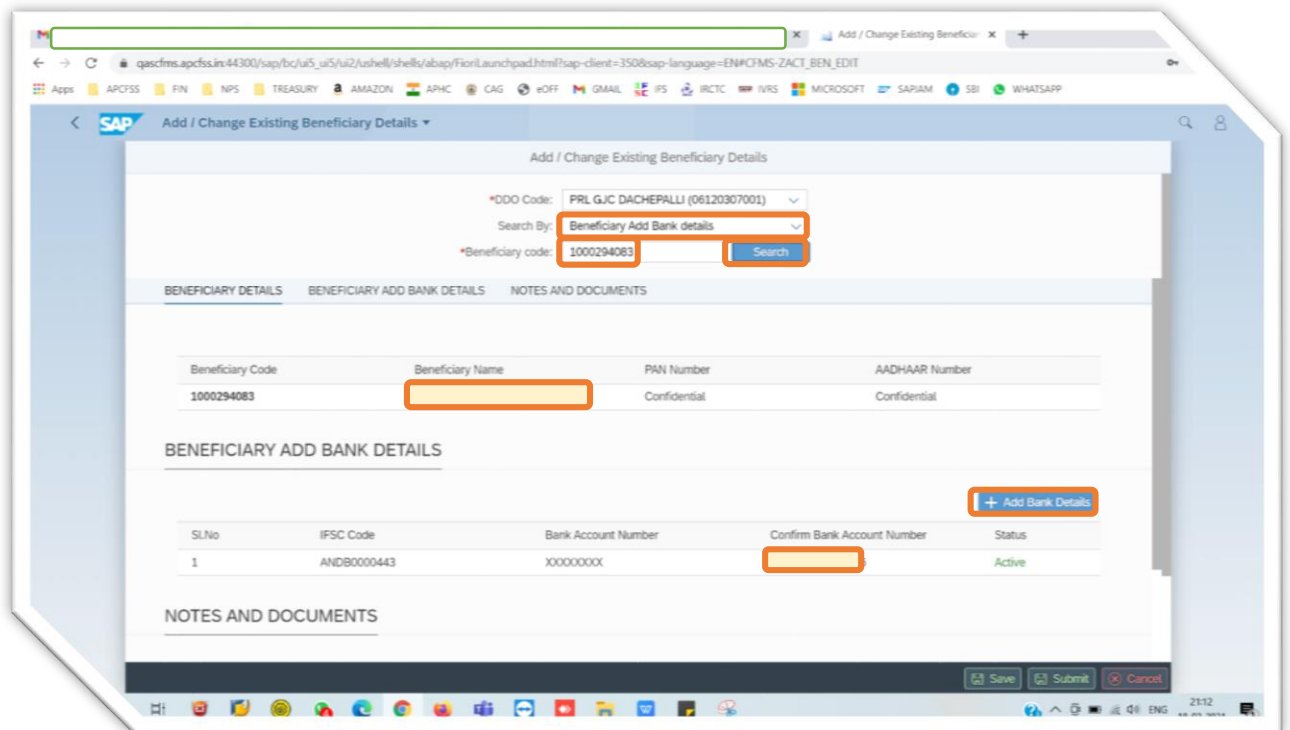 Add / Change Existing Beneficiar
qascfms.apcfss.in:44300/sap/bc/ui5_ui5/ui2/ushell/shells/abap/FioriLaunchpad.html?sap-client=350&sap-language=EN#CFMS-ZACT_BEN_EDIT
Apps APCFSS FIN NPS TREASURY AMAZON APHC CAG eOFF GMAIL IFS IRCTC IVRS MICROSOFT SAPJAM SBI WHATSAPP
SAP Add / Change Existing Beneficiary Details
Add / Change Existing Beneficiary Details
*DDO Code: PRL GJC DACHEPALLI (06120307001)
Search By: Beneficiary Add Bank details
*Beneficiary code: 1000294083 Search
BENEFICIARY DETAILS BENEFICIARY ADD BANK DETAILS NOTES AND DOCUMENTS
Beneficiary Code Beneficiary Name PAN Number AADHAAR Number
1000294083 Confidential Confidential
BENEFICIARY ADD BANK DETAILS
+ Add Bank Details
Sl.No IFSC Code Bank Account Number Confirm Bank Account Number Status
1 ANDB0000443 XXXXXXXX Active
NOTES AND DOCUMENTS
Save Submit Cancel
ENG 21:12